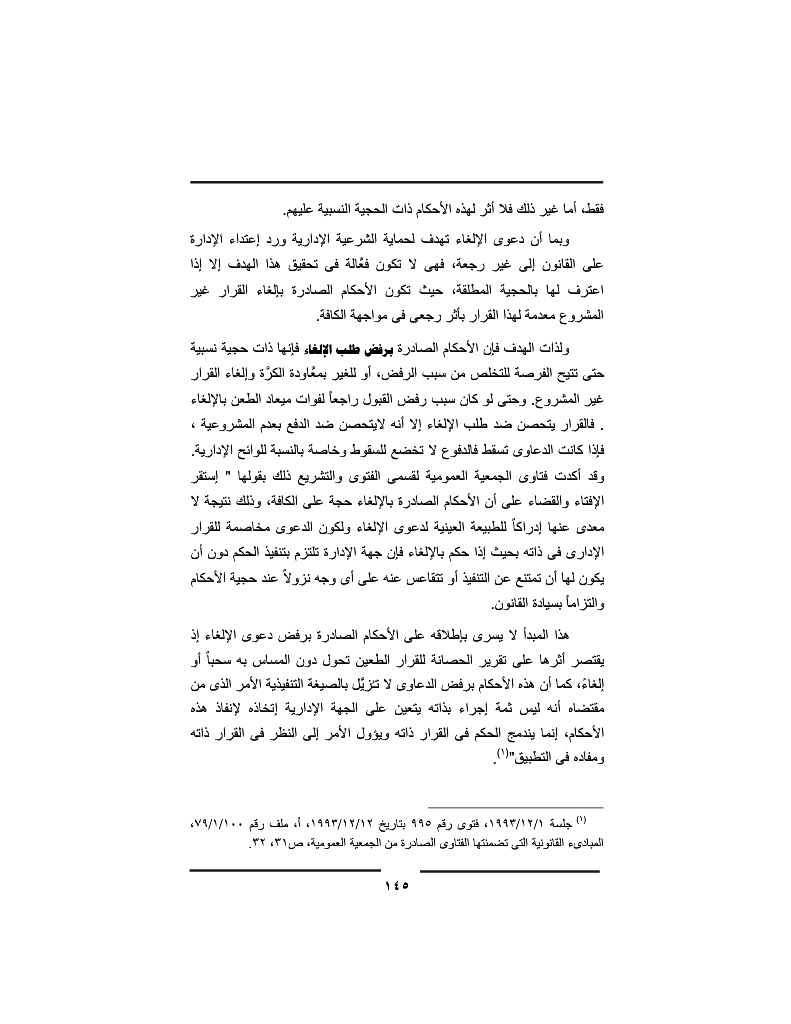 فقط، أما غير ذلك فلا أثر لهذه الأحكام ذات الحجية النسبية عليهم.
وبما أن دعوى الإلغاء تهدف لحماية الشرعية الإدارية ورد إعتداء الإدارة
على القانون إلى غير رجعة، فهى لا تكون فعَّالة فى تحقيق هذا الهدف إلا إذا
اعترف لها بالحجية المطلقة، حيث تكون الأحكام الصادرة بإلغاء القرار غير
المشروع معدمة لهذا القرار بأثر رجعى فى مواجهة الكافة.
ولذات الهدف فإن الأحكام الصادرة برفض طلب الإلغاء فإنها ذات حجية نسبية
حتى تتيح الفرصة للتخلص من سبب الرفض، أو للغير بمعَّاودة الكرَّة وإلغاء القرار
غير المشروع. وحتى لو كان سبب رفض القبول راجعاً لفوات ميعاد الطعن بالإلغاء
. فالقرار يتحصن ضد طلب الإلغاء إلا أنه لايتحصن ضد الدفع بعدم المشروعية ،
فإذا كانت الدعاوى تسقط فالدفوع لا تخضع للسقوط وخاصة بالنسبة للوائح الإدارية.
وقد أكدت فتاوى الجمعية العمومية لقسمى الفتوى والتشريع ذلك بقولها " إستقر
الإفتاء والقضاء على أن الأحكام الصادرة بالإلغاء حجة على الكافة، وذلك نتيجة لا
معدى عنها إدراكاً للطبيعة العينية لدعوى الإلغاء ولكون الدعوى مخاصمة للقرار
الإدارى فى ذاته بحيث إذا حكم بالإلغاء فإن جهة الإدارة تلتزم بتنفيذ الحكم دون أن
يكون لها أن تمتنع عن التنفيذ أو تتقاعس عنه على أى وجه نزولاً عند حجية الأحكام
والتزاماً بسيادة القانون.
هذا المبدأ لا يسرى بإطلاقه على الأحكام الصادرة برفض دعوى الإلغاء إذ
يقتصر أثرها على تقرير الحصانة للقرار الطعين تحول دون المساس به سحباً أو
إلغاءً، كما أن هذه الأحكام برفض الدعاوى لا تتزيَّل بالصيغة التنفيذية الأمر الذى من
مقتضاه أنه ليس ثمة إجراء بذاته يتعين على الجهة الإدارية إتخاذه لإنفاذ هذه
الأحكام، إنما يندمج الحكم فى القرار ذاته ويؤول الأمر إلى النظر فى القرار ذاته
ومفاده فى التطبيق"(١).
(١) جلسة ١٩٩٣/١٢/١، فتوى رقم ٩٩٥ بتاريخ ١٩٩٣/١٢/١٢، أ، ملف رقم ٧٩/١/١٠٠،
المبادىء القانونية التى تضمنتها الفتاوى الصادرة من الجمعية العمومية، ص٣١، ٣٢.
١٤٥